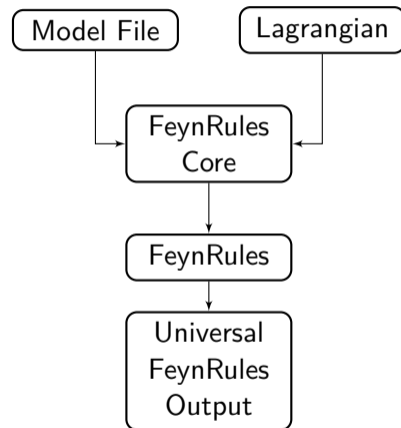 Model File
Lagrangian
FeynRules
Core
FeynRules
Universal
FeynRules
Output